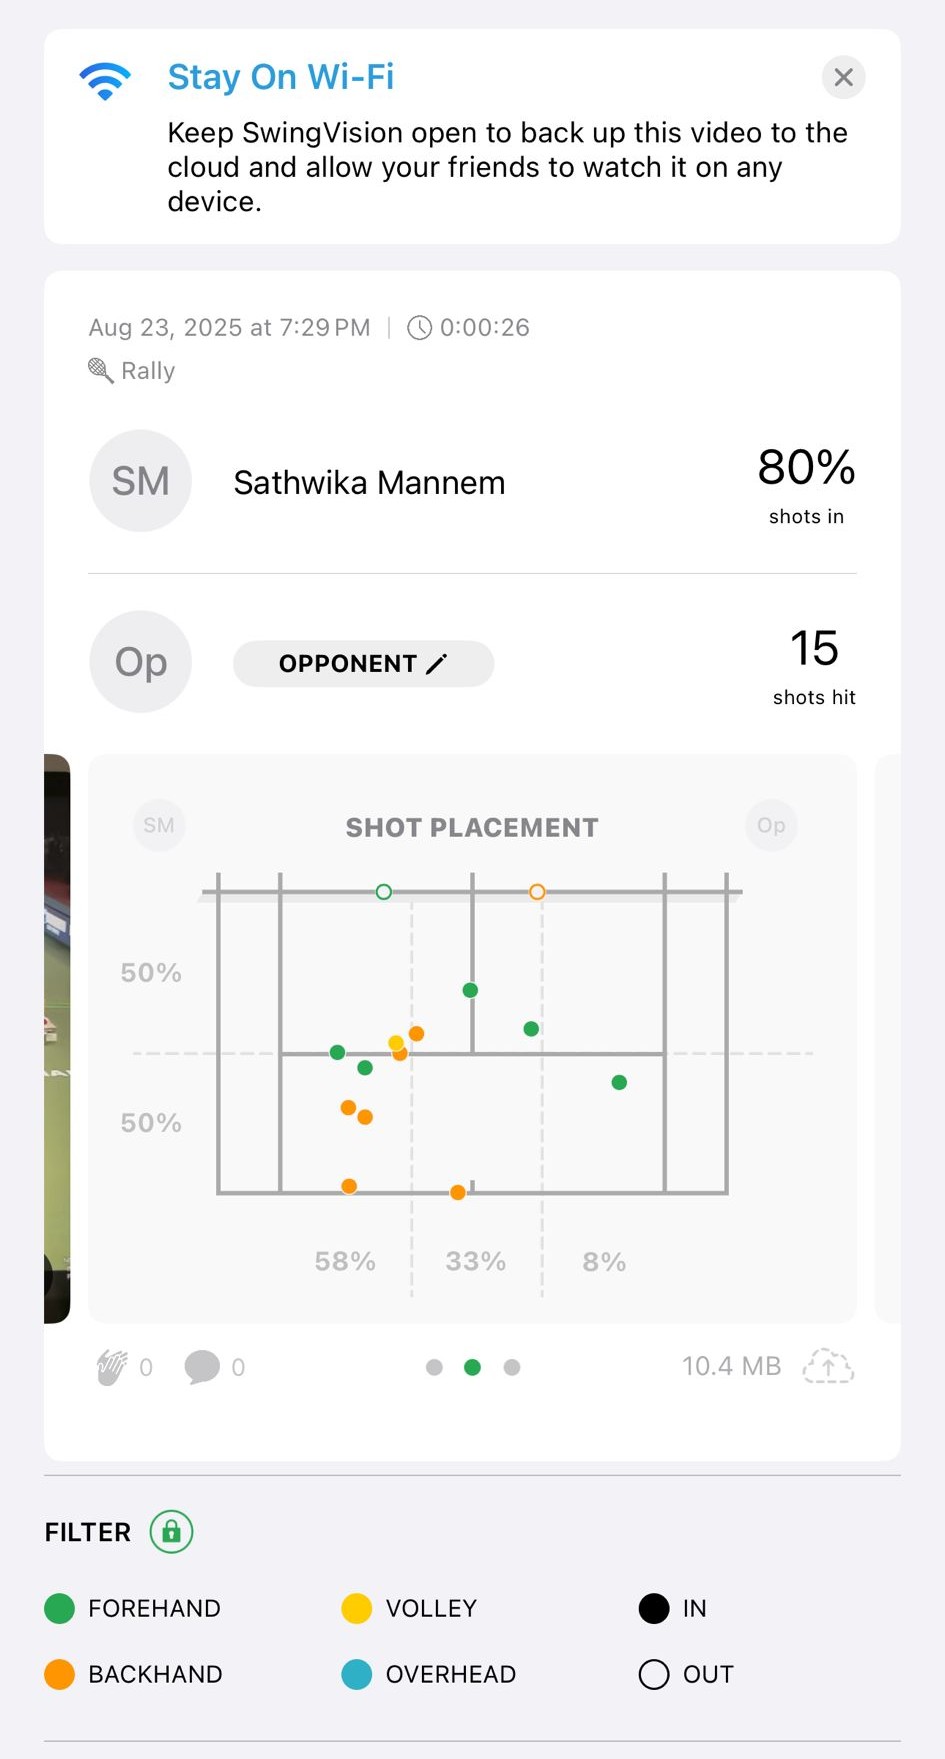 Stay On Wi-Fi
Keep SwingVision open to back up this video to the
cloud and allow your friends to watch it on any
device.
Aug 23, 2025 at 7:29 PM | 0:00:26
Rally
SM
Sathwika Mannem
80%
shots in
Op
OPPONENT
15
shots hit
SM
SHOT PLACEMENT
Op
50%
50%
58%
33%
8%
0
0
10.4 MB
FILTER
FOREHAND
VOLLEY
IN
BACKHAND
OVERHEAD
OUT